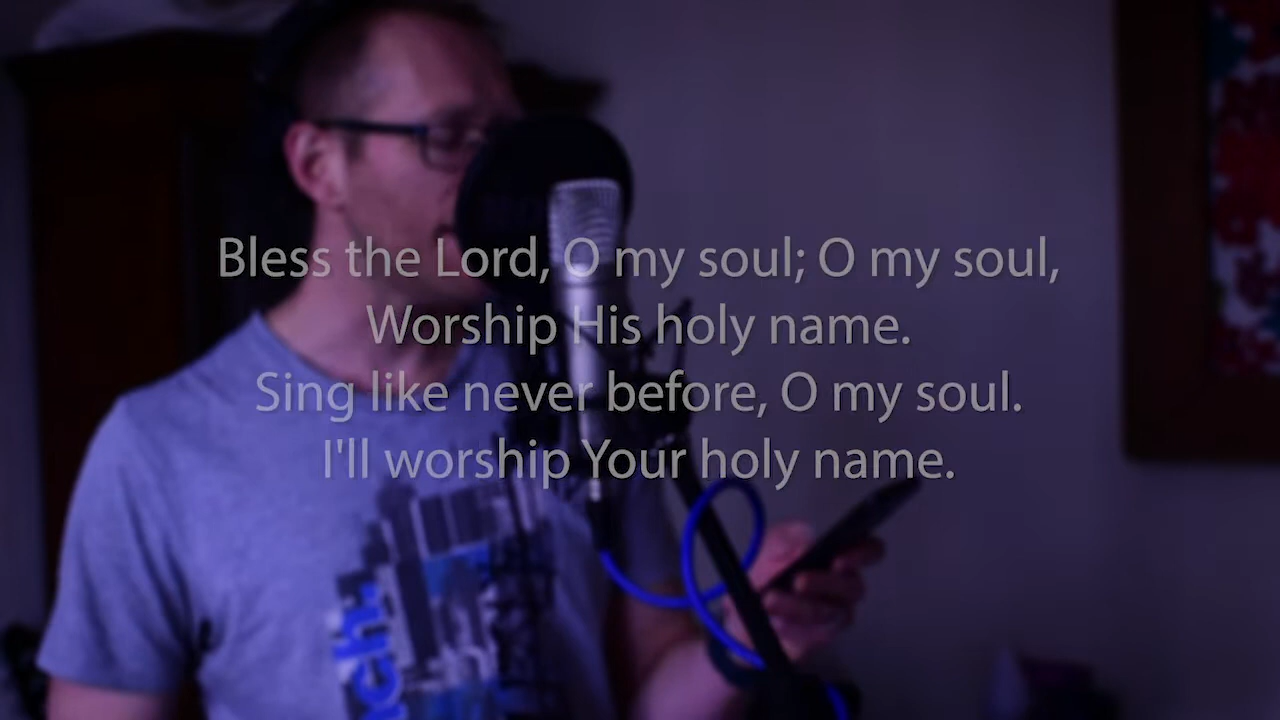 Bless the Lord, O my soul; O my soul,
Worship His holy name.
Sing like never before, O my soul.
I'll worship Your holy name.
nch.